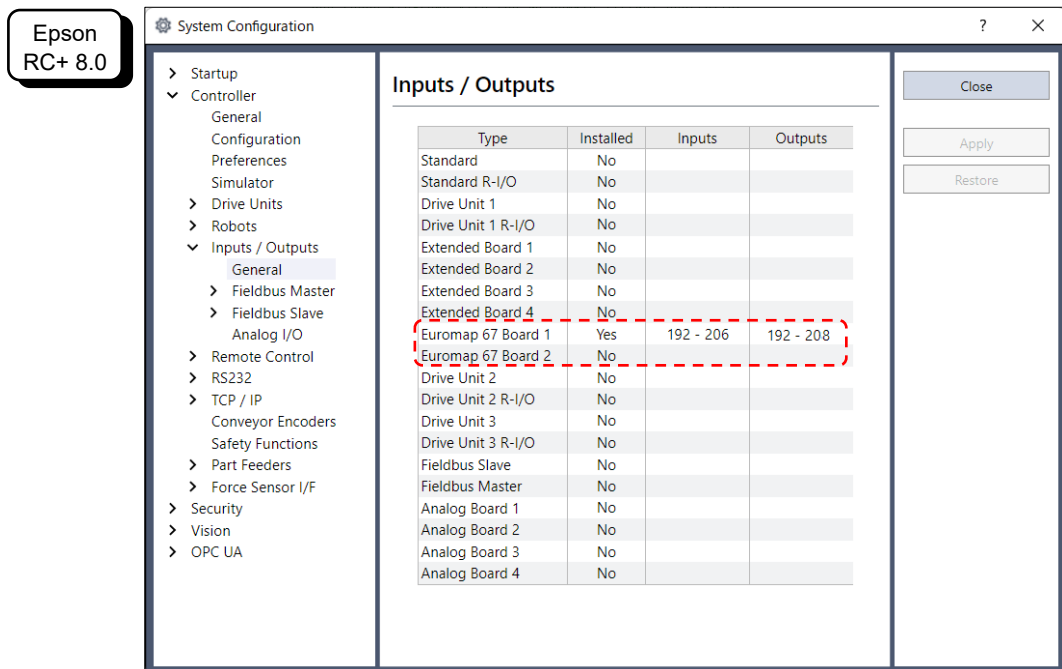 Epson
RC+ 8.0
System Configuration
?
Startup
Controller
General
Configuration
Preferences
Simulator
Drive Units
Robots
Inputs / Outputs
General
Fieldbus Master
Fieldbus Slave
Analog I/O
Remote Control
RS232
TCP / IP
Conveyor Encoders
Safety Functions
Part Feeders
Force Sensor I/F
Security
Vision
OPC UA
Inputs / Outputs
Type Installed Inputs Outputs
Standard No
Standard R-I/O No
Drive Unit 1 No
Drive Unit 1 R-I/O No
Extended Board 1 No
Extended Board 2 No
Extended Board 3 No
Extended Board 4 No
Euromap 67 Board 1 Yes 192 - 206 192 - 208
Euromap 67 Board 2 No
Drive Unit 2 No
Drive Unit 2 R-I/O No
Drive Unit 3 No
Drive Unit 3 R-I/O No
Fieldbus Slave No
Fieldbus Master No
Analog Board 1 No
Analog Board 2 No
Analog Board 3 No
Analog Board 4 No
Close
Apply
Restore